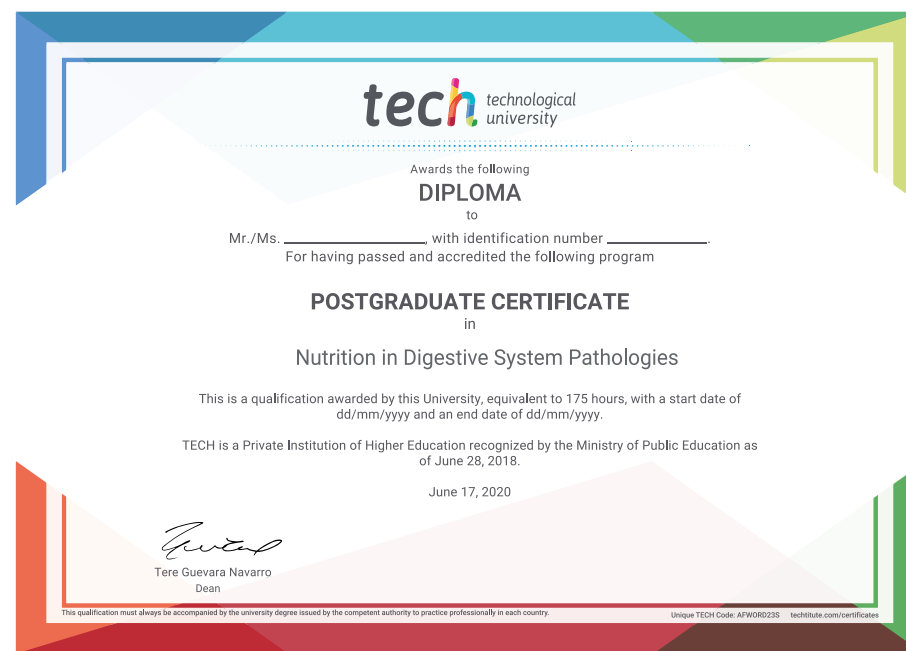 tech technological
university
Awards the following
DIPLOMA
to
Mr./Ms. ________________, with identification number ____________.
For having passed and accredited the following program
POSTGRADUATE CERTIFICATE
in
Nutrition in Digestive System Pathologies
This is a qualification awarded by this University, equivalent to 175 hours, with a start date of
dd/mm/yyyy and an end date of dd/mm/yyyy.
TECH is a Private Institution of Higher Education recognized by the Ministry of Public Education as
of June 28, 2018.
June 17, 2020
Tere Guevara Navarro
Dean
This qualification must always be accompanied by the university degree issued by the competent authority to practice professionally in each country.
Unique TECH Code: AFWORD23S techtitute.com/certificates